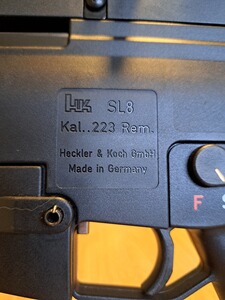 HK SL8
Kal..223 Rem.
Heckler & Koch GmbH
Made in Germany
F S